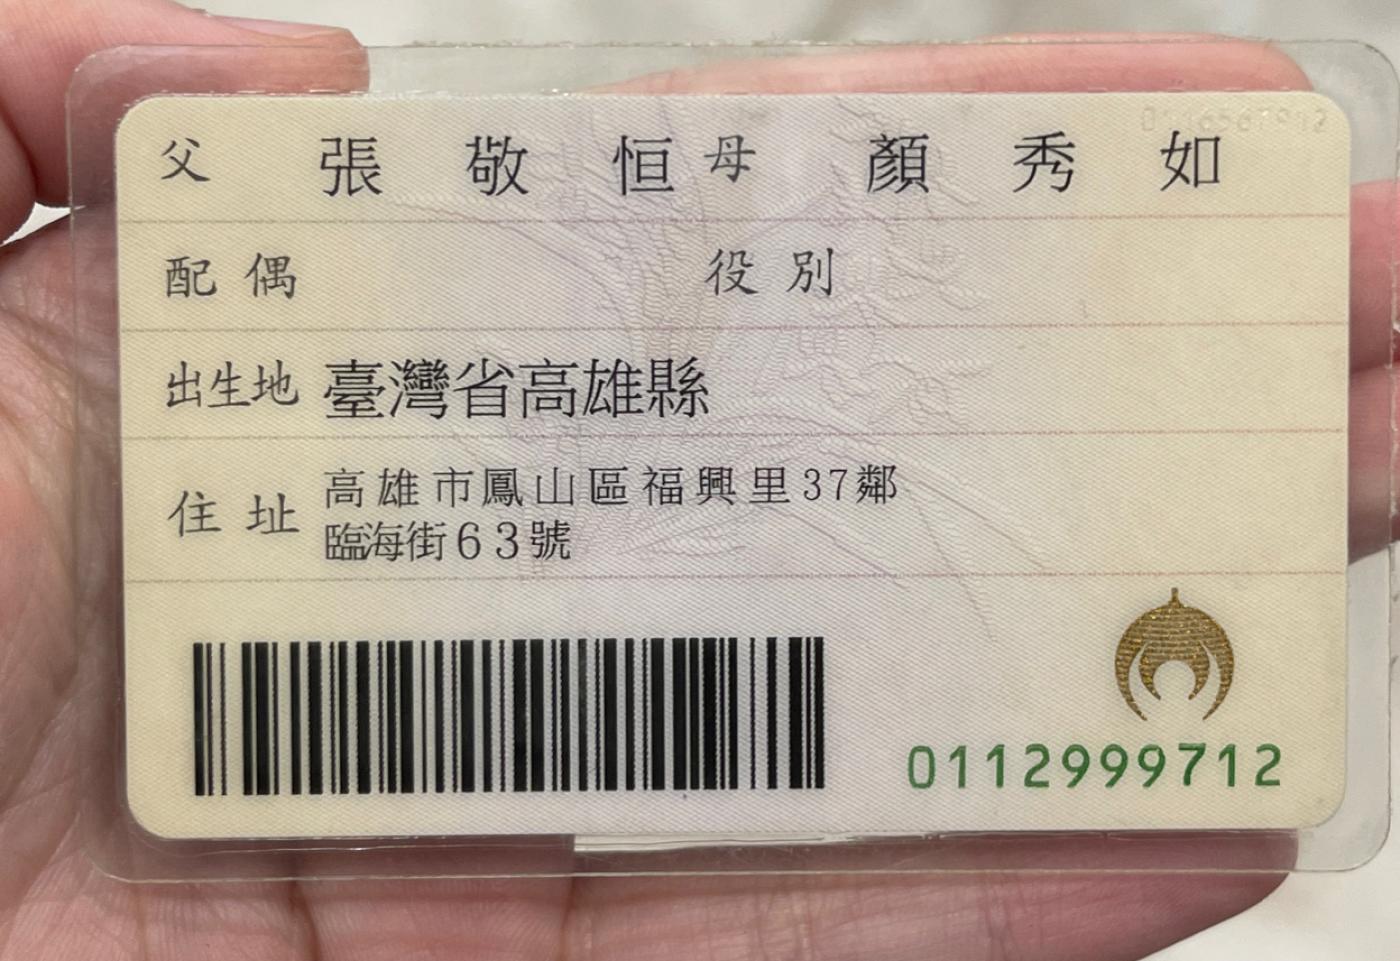 父 張敬恒 母 顏秀如
配偶 役別
出生地 臺灣省高雄縣
住址 高雄市鳳山區福興里37鄰
臨海街63號
0112999712